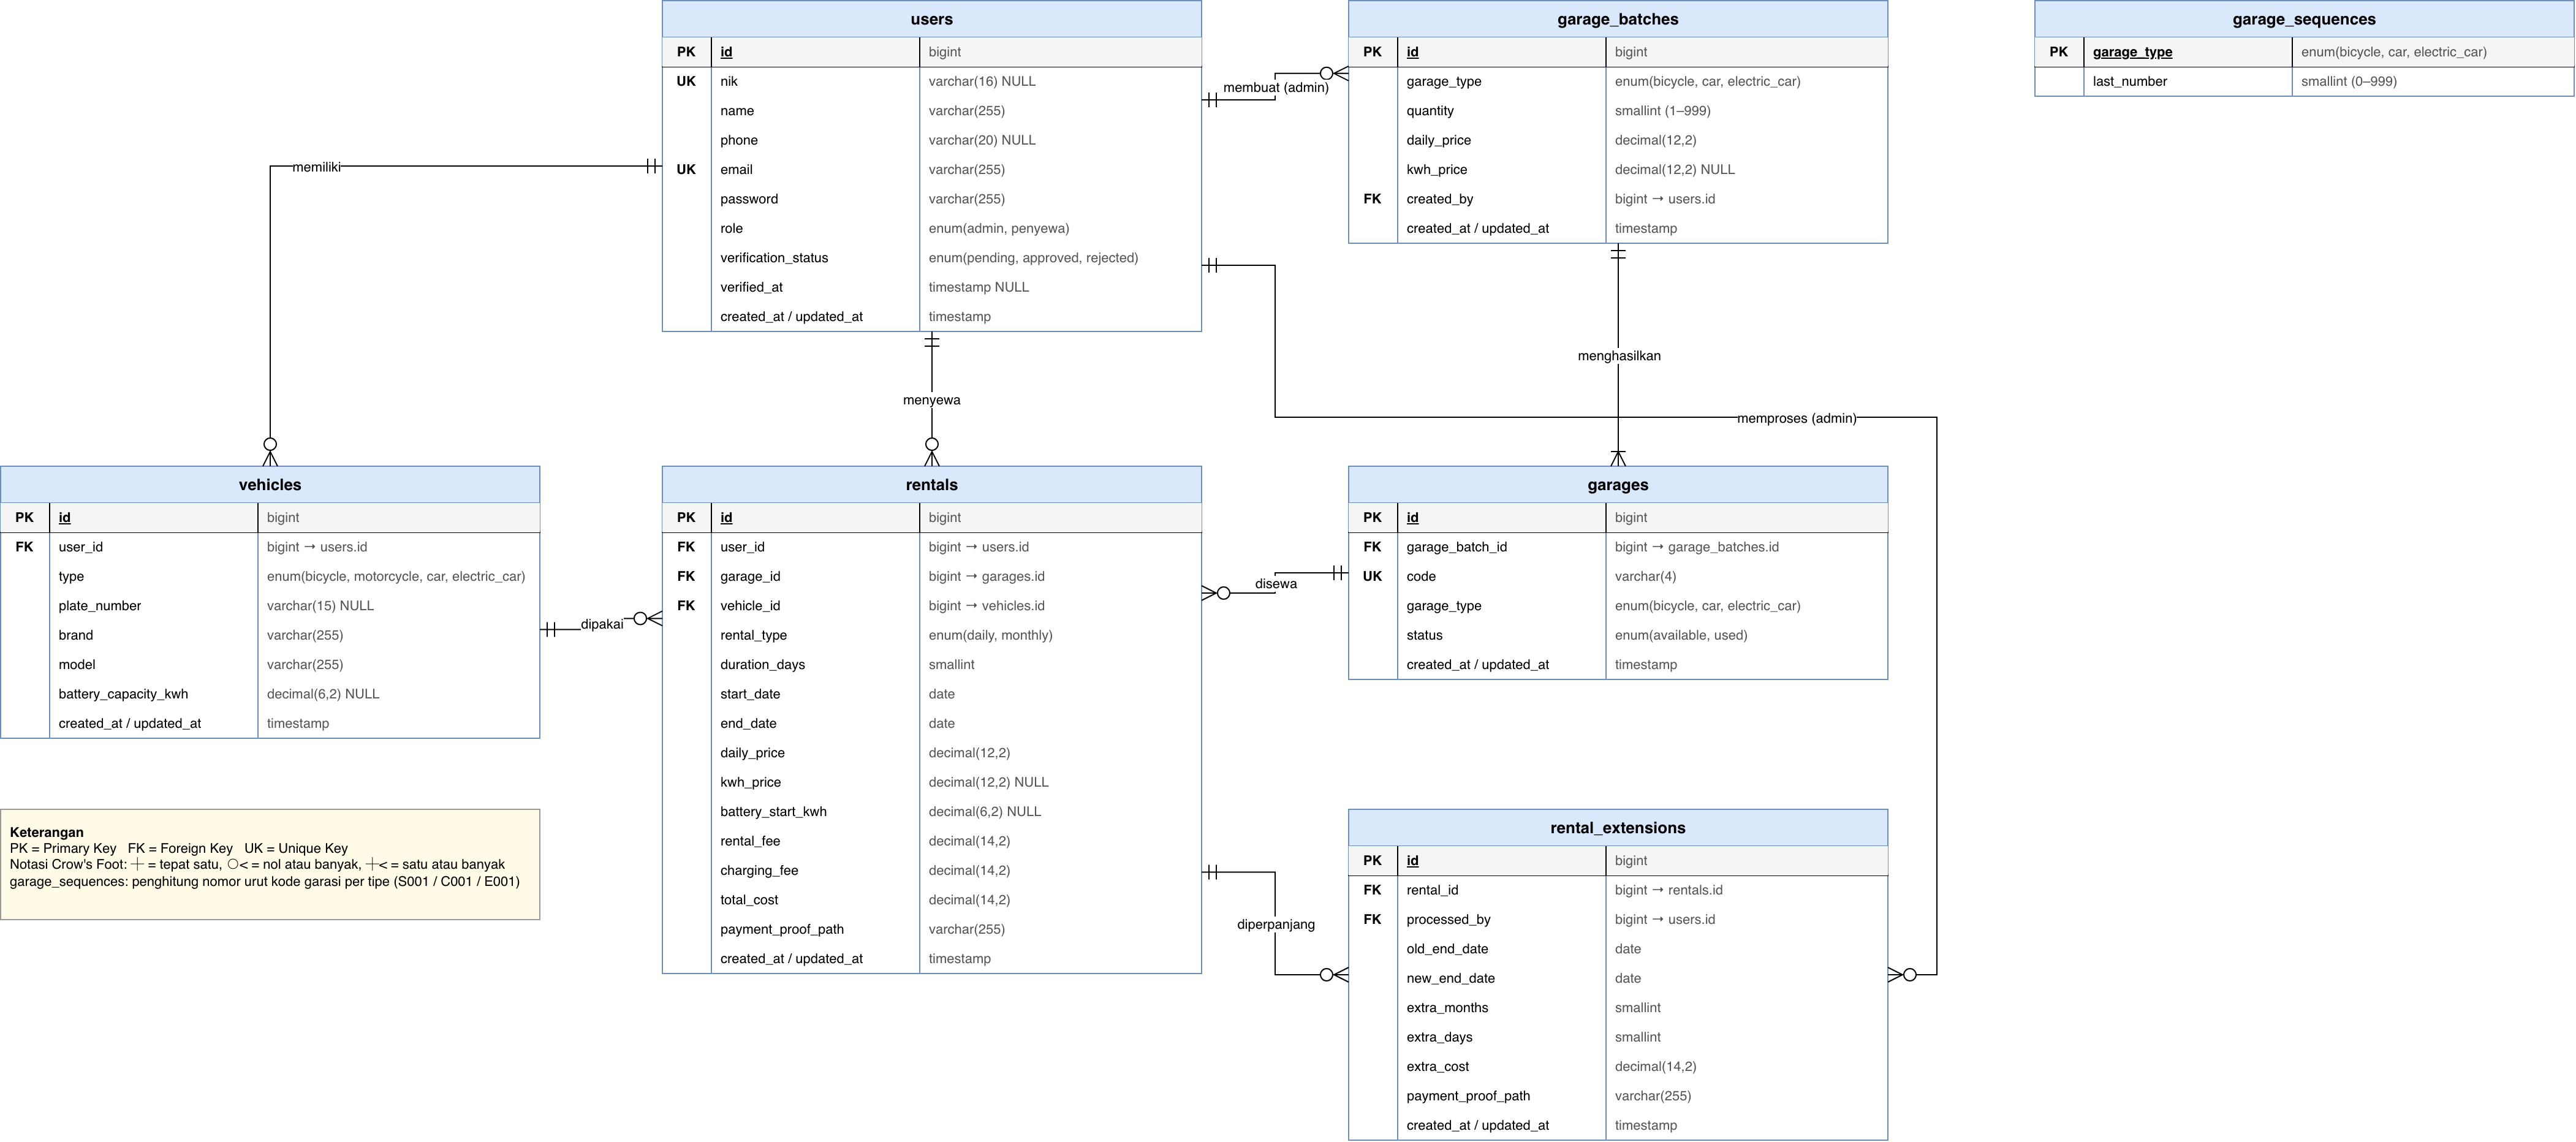 users
PK id bigint
UK nik varchar(16) NULL
name varchar(255)
phone varchar(20) NULL
UK email varchar(255)
password varchar(255)
role enum(admin, penyewa)
verification_status enum(pending, approved, rejected)
verified_at timestamp NULL
created_at / updated_at timestamp
garage_batches
PK id bigint
garage_type enum(bicycle, car, electric_car)
quantity smallint (1–999)
daily_price decimal(12,2)
kwh_price decimal(12,2) NULL
FK created_by bigint → users.id
created_at / updated_at timestamp
garage_sequences
PK garage_type enum(bicycle, car, electric_car)
last_number smallint (0–999)
membuat (admin)
memiliki
menyewa
menghasilkan
memproses (admin)
vehicles
PK id bigint
FK user_id bigint → users.id
type enum(bicycle, motorcycle, car, electric_car)
plate_number varchar(15) NULL
brand varchar(255)
model varchar(255)
battery_capacity_kwh decimal(6,2) NULL
created_at / updated_at timestamp
dipakai
rentals
PK id bigint
FK user_id bigint → users.id
FK garage_id bigint → garages.id
FK vehicle_id bigint → vehicles.id
rental_type enum(daily, monthly)
duration_days smallint
start_date date
end_date date
daily_price decimal(12,2)
kwh_price decimal(12,2) NULL
battery_start_kwh decimal(6,2) NULL
rental_fee decimal(14,2)
charging_fee decimal(14,2)
total_cost decimal(14,2)
payment_proof_path varchar(255)
created_at / updated_at timestamp
disewa
garages
PK id bigint
FK garage_batch_id bigint → garage_batches.id
UK code varchar(4)
garage_type enum(bicycle, car, electric_car)
status enum(available, used)
created_at / updated_at timestamp
diperpanjang
rental_extensions
PK id bigint
FK rental_id bigint → rentals.id
FK processed_by bigint → users.id
old_end_date date
new_end_date date
extra_months smallint
extra_days smallint
extra_cost decimal(14,2)
payment_proof_path varchar(255)
created_at / updated_at timestamp
Keterangan
PK = Primary Key FK = Foreign Key UK = Unique Key
Notasi Crow's Foot: ┼ = tepat satu, ○< = nol atau banyak, ┼< = satu atau banyak
garage_sequences: penghitung nomor urut kode garasi per tipe (S001 / C001 / E001)